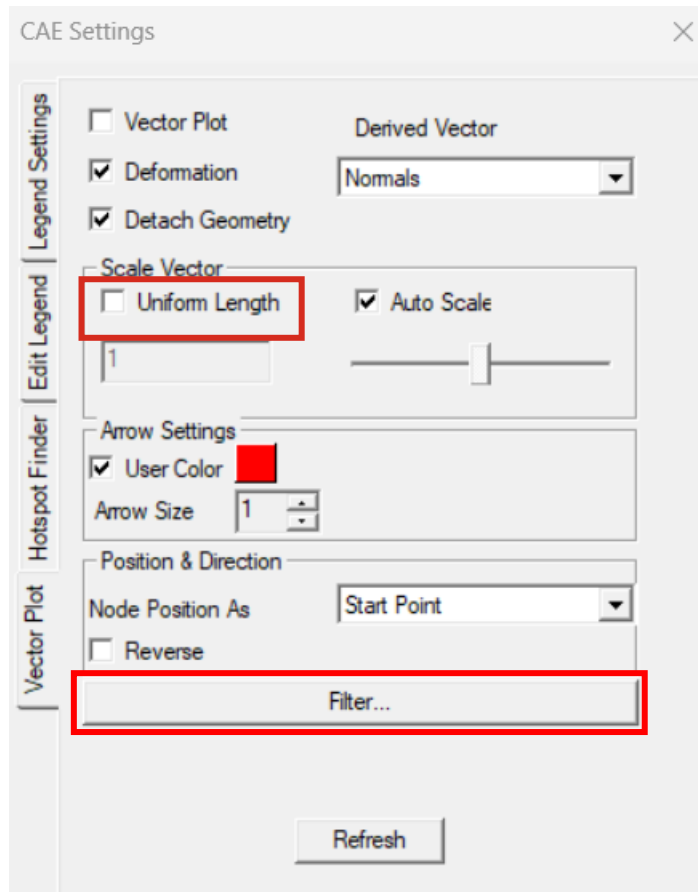 CAE Settings
Legend Settings
Edit Legend
Hotspot Finder
Vector Plot
Vector Plot
Derived Vector
Deformation
Normals
Detach Geometry
Scale Vector
Uniform Length
Auto Scale
1
Arrow Settings
User Color
Arrow Size
1
Position & Direction
Node Position As
Start Point
Reverse
Filter...
Refresh